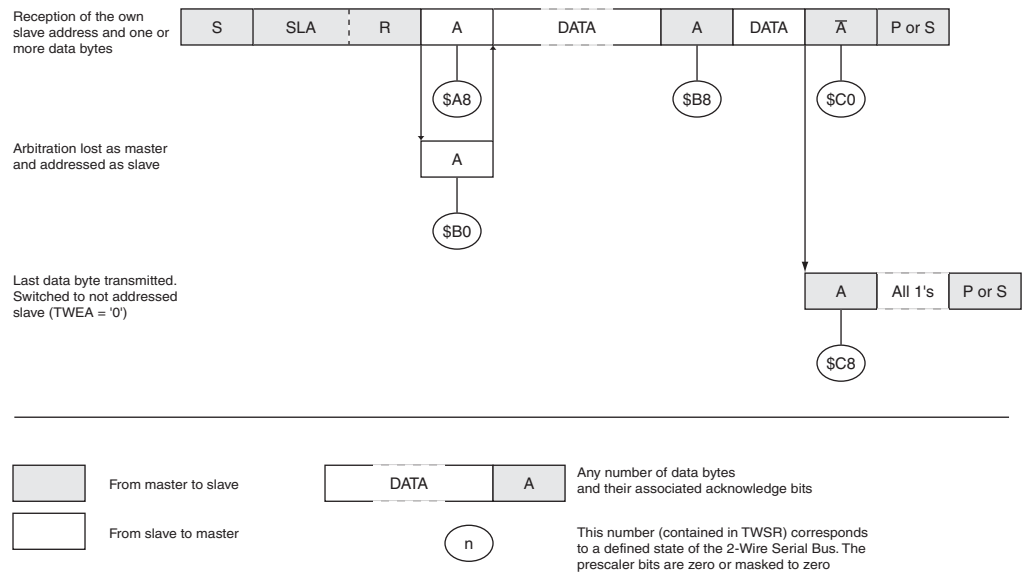 Reception of the own
slave address and one or
more data bytes
S SLA R A DATA A DATA A̅ P or S
$A8 $B8 $C0
Arbitration lost as master
and addressed as slave
A
$B0
Last data byte transmitted.
Switched to not addressed
slave (TWEA = '0')
A All 1's P or S
$C8
From master to slave
DATA A
Any number of data bytes
and their associated acknowledge bits
From slave to master
n
This number (contained in TWSR) corresponds
to a defined state of the 2-Wire Serial Bus. The
prescaler bits are zero or masked to zero